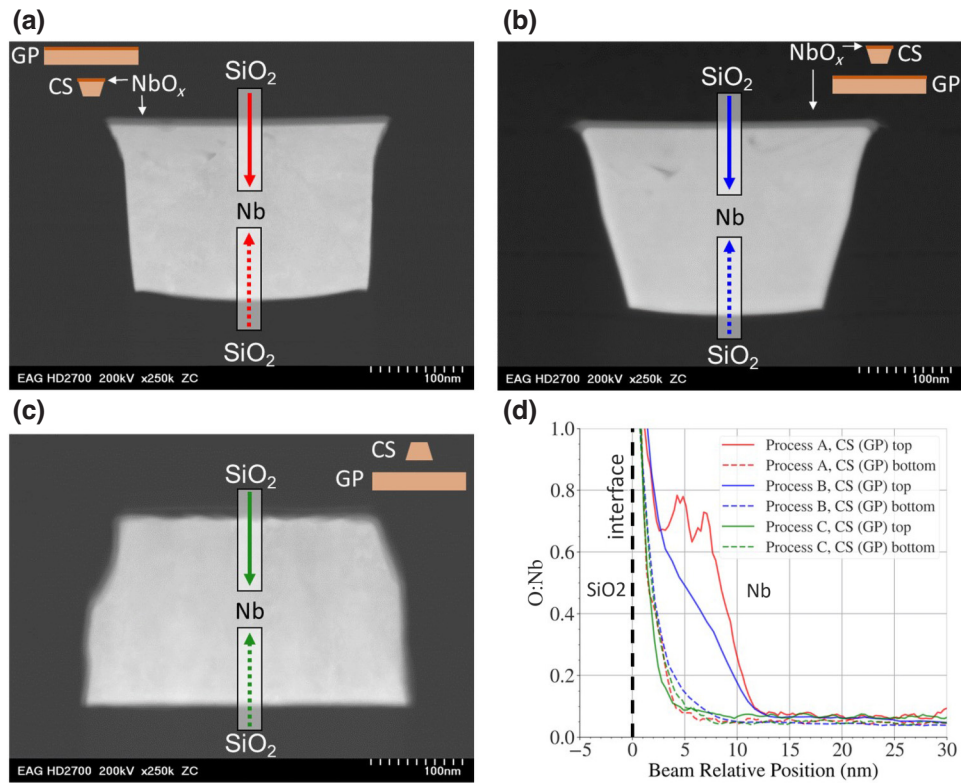 (a)
GP
CS
NbOₓ
SiO₂
Nb
SiO₂
EAG HD2700 200kV x250k ZC
100nm
(b)
NbOₓ
CS
GP
SiO₂
Nb
SiO₂
EAG HD2700 200kV x250k ZC
100nm
(c)
CS
GP
SiO₂
Nb
SiO₂
EAG HD2700 200kV x250k ZC
100nm
(d)
O:Nb
1.0
0.8
0.6
0.4
0.2
0.0
interface
SiO2
Nb
Process A, CS (GP) top
Process A, CS (GP) bottom
Process B, CS (GP) top
Process B, CS (GP) bottom
Process C, CS (GP) top
Process C, CS (GP) bottom
−5 0 5 10 15 20 25 30
Beam Relative Position (nm)